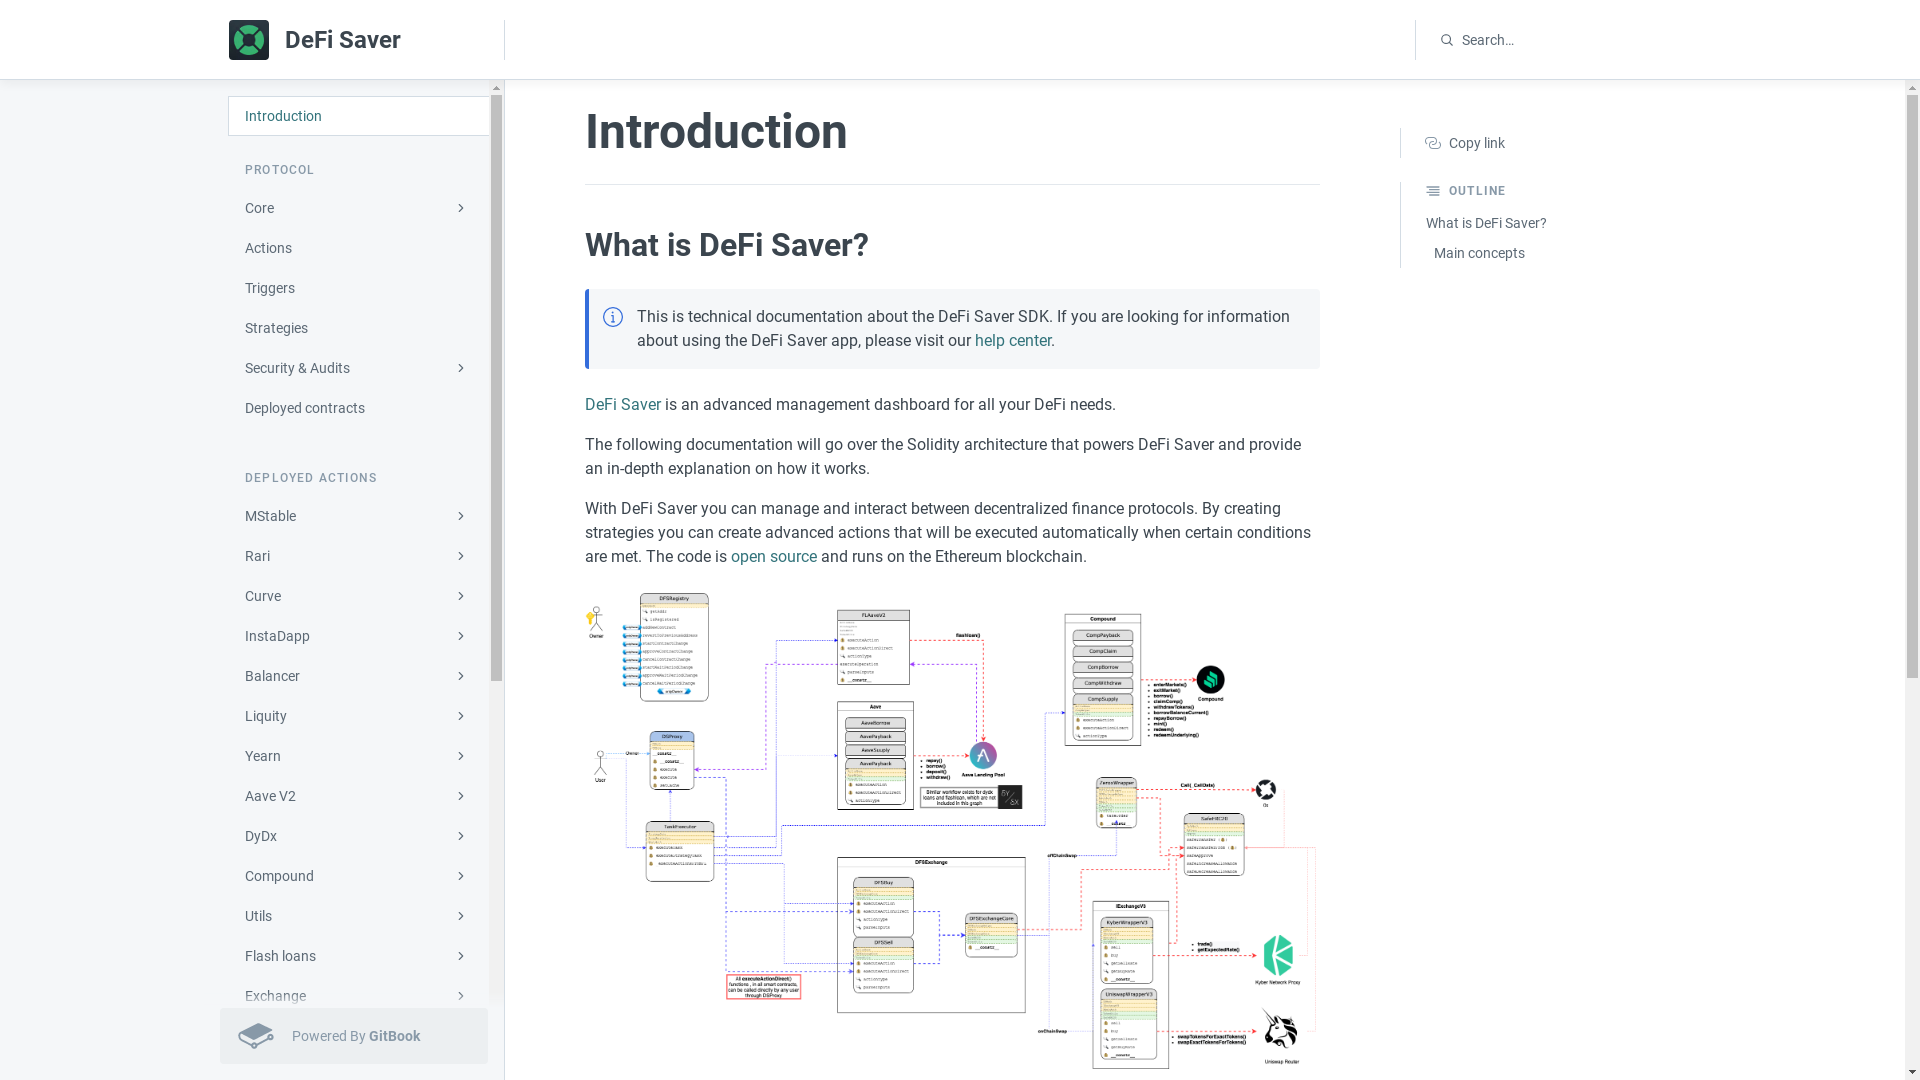 DeFi Saver
Search…
Introduction
PROTOCOL
Core
Actions
Triggers
Strategies
Security & Audits
Deployed contracts
DEPLOYED ACTIONS
MStable
Rari
Curve
InstaDapp
Balancer
Liquity
Yearn
Aave V2
DyDx
Compound
Utils
Flash loans
Exchange
Powered By GitBook
Introduction
What is DeFi Saver?
This is technical documentation about the DeFi Saver SDK. If you are looking for information
about using the DeFi Saver app, please visit our help center.
DeFi Saver is an advanced management dashboard for all your DeFi needs.
The following documentation will go over the Solidity architecture that powers DeFi Saver and provide
an in-depth explanation on how it works.
With DeFi Saver you can manage and interact between decentralized finance protocols. By creating
strategies you can create advanced actions that will be executed automatically when certain conditions
are met. The code is open source and runs on the Ethereum blockchain.
Owner
DFSRegistry
FLAaveV2
flashloan()
Compound
CompPayback
CompClaim
CompBorrow
CompWithdraw
CompSupply
enterMarkets()
exitMarket()
borrow()
claimComp()
withdrawTokens()
borrowBalanceCurrent()
repayBorrow()
mint()
redeem()
redeemUnderlying()
Compound
Aave
AaveBorrow
AavePayback
AaveSupply
AavePayback
repay()
borrow()
deposit()
withdraw()
Aave Landing Pool
Similar workflow exists for dydx
loans and flashloan, which are not
included in this graph
User
Owner
DSProxy
TaskExecutor
ZeroxWrapper
Call(_CallData)
0x
SafeERC20
offChainSwap
DFSExchange
DFSBuy
DFSSell
DFSExchangeCore
All executeActionDirect()
functions , in all smart contracts,
can be called directly by any user
through DSProxy
IExchangeV3
KyberWrapperV3
trade()
getExpectedRate()
Kyber Network Proxy
UniswapWrapperV3
onChainSwap
swapTokensForExactTokens()
swapExactTokensForTokens()
Uniswap Router
Copy link
OUTLINE
What is DeFi Saver?
Main concepts